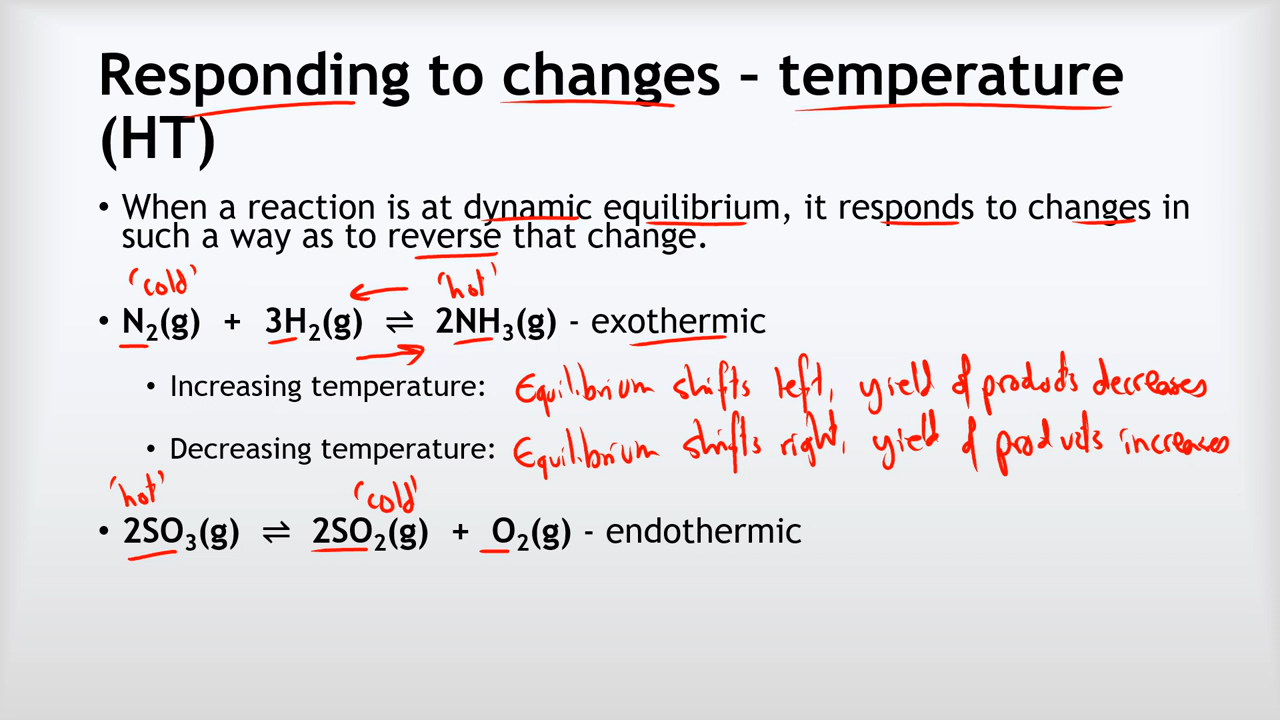 Responding to changes – temperature
(HT)
• When a reaction is at dynamic equilibrium, it responds to changes in
such a way as to reverse that change.
'cold' 'hot'
• N₂(g) + 3H₂(g) ⇌ 2NH₃(g) - exothermic
• Increasing temperature: Equilibrium shifts left, yield of products decreases
• Decreasing temperature: Equilibrium shifts right, yield of products increases
'hot' 'cold'
• 2SO₃(g) ⇌ 2SO₂(g) + O₂(g) - endothermic